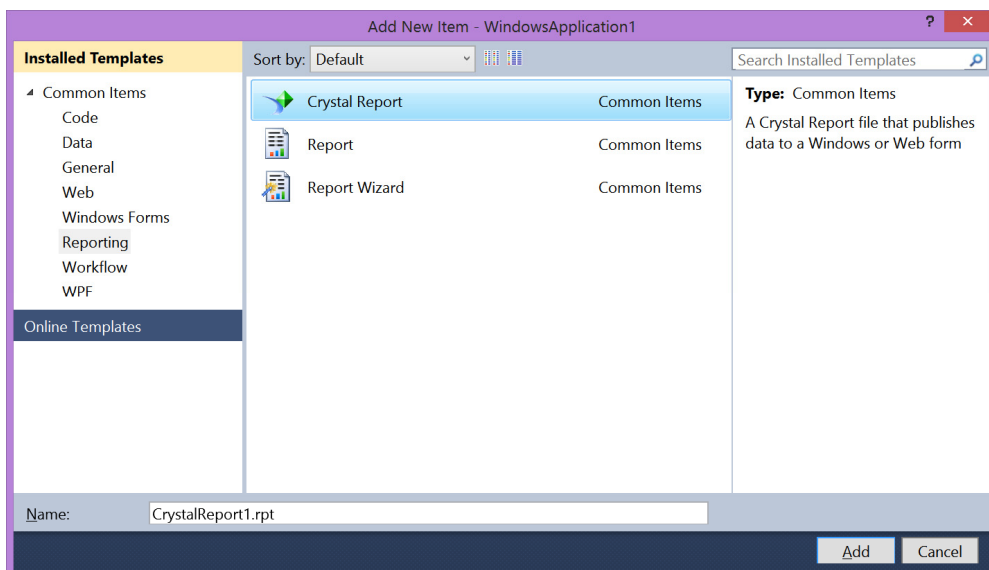 Add New Item - WindowsApplication1 ? ×
Installed Templates
Sort by: Default
Search Installed Templates
Common Items
Code
Data
General
Web
Windows Forms
Reporting
Workflow
WPF
Online Templates
Crystal Report Common Items
Report Common Items
Report Wizard Common Items
Type: Common Items
A Crystal Report file that publishes
data to a Windows or Web form
Name: CrystalReport1.rpt
Add Cancel